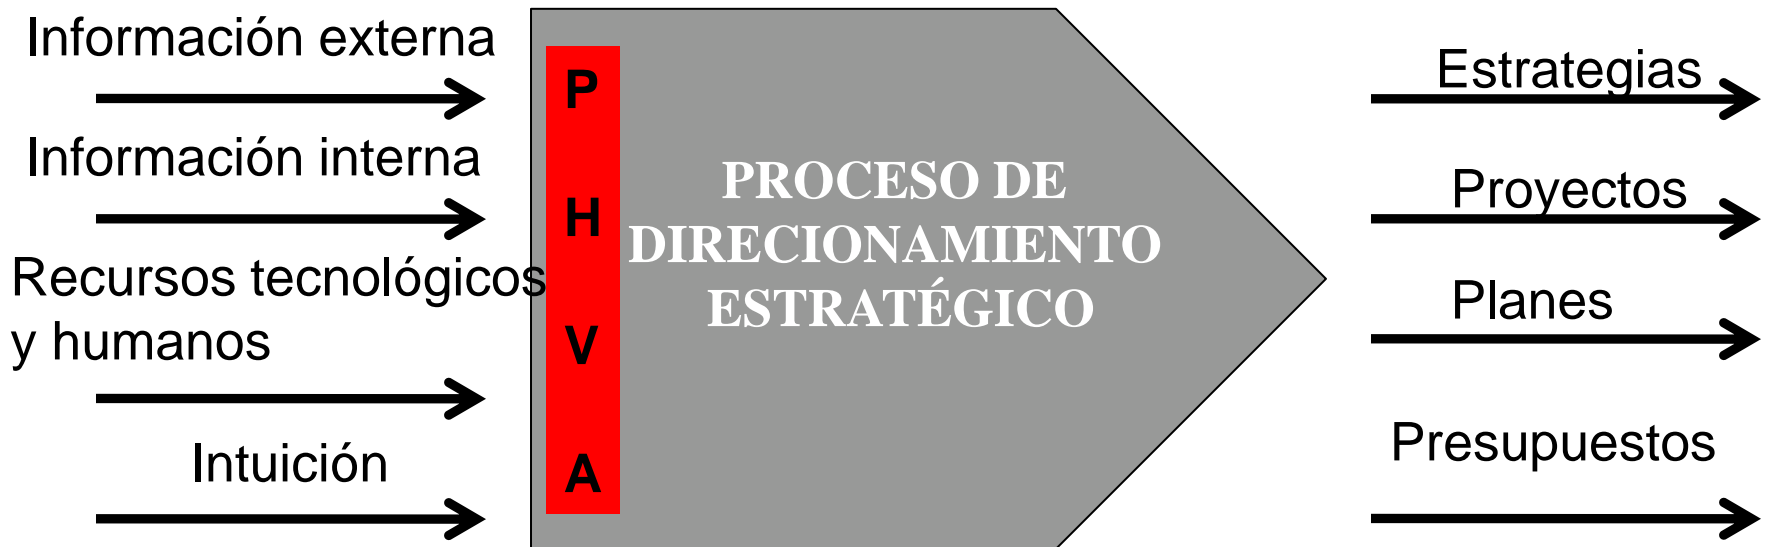 Información externa
Información interna
Recursos tecnológicos
y humanos
Intuición
P
H
V
A
PROCESO DE
DIRECIONAMIENTO
ESTRATÉGICO
Estrategias
Proyectos
Planes
Presupuestos